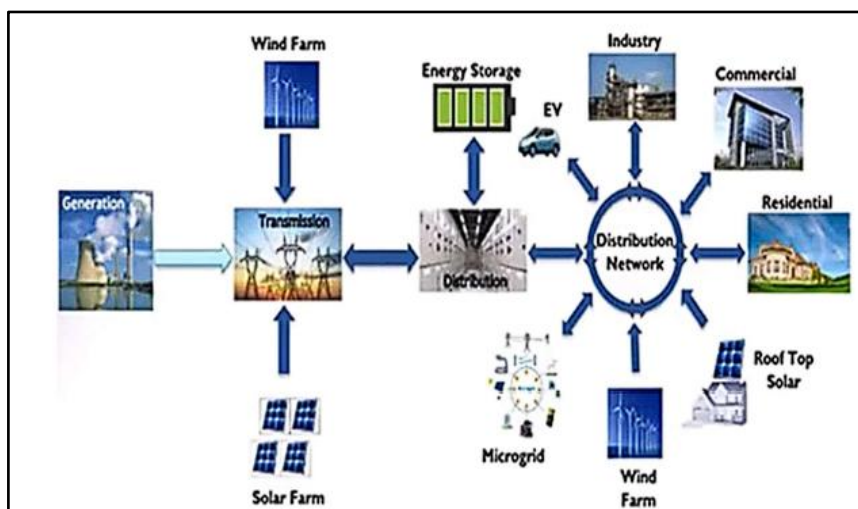 Wind Farm
Energy Storage
Industry
Commercial
EV
Generation
Transmission
Distribution
Distribution
Network
Residential
Roof Top
Solar
Microgrid
Wind
Farm
Solar Farm